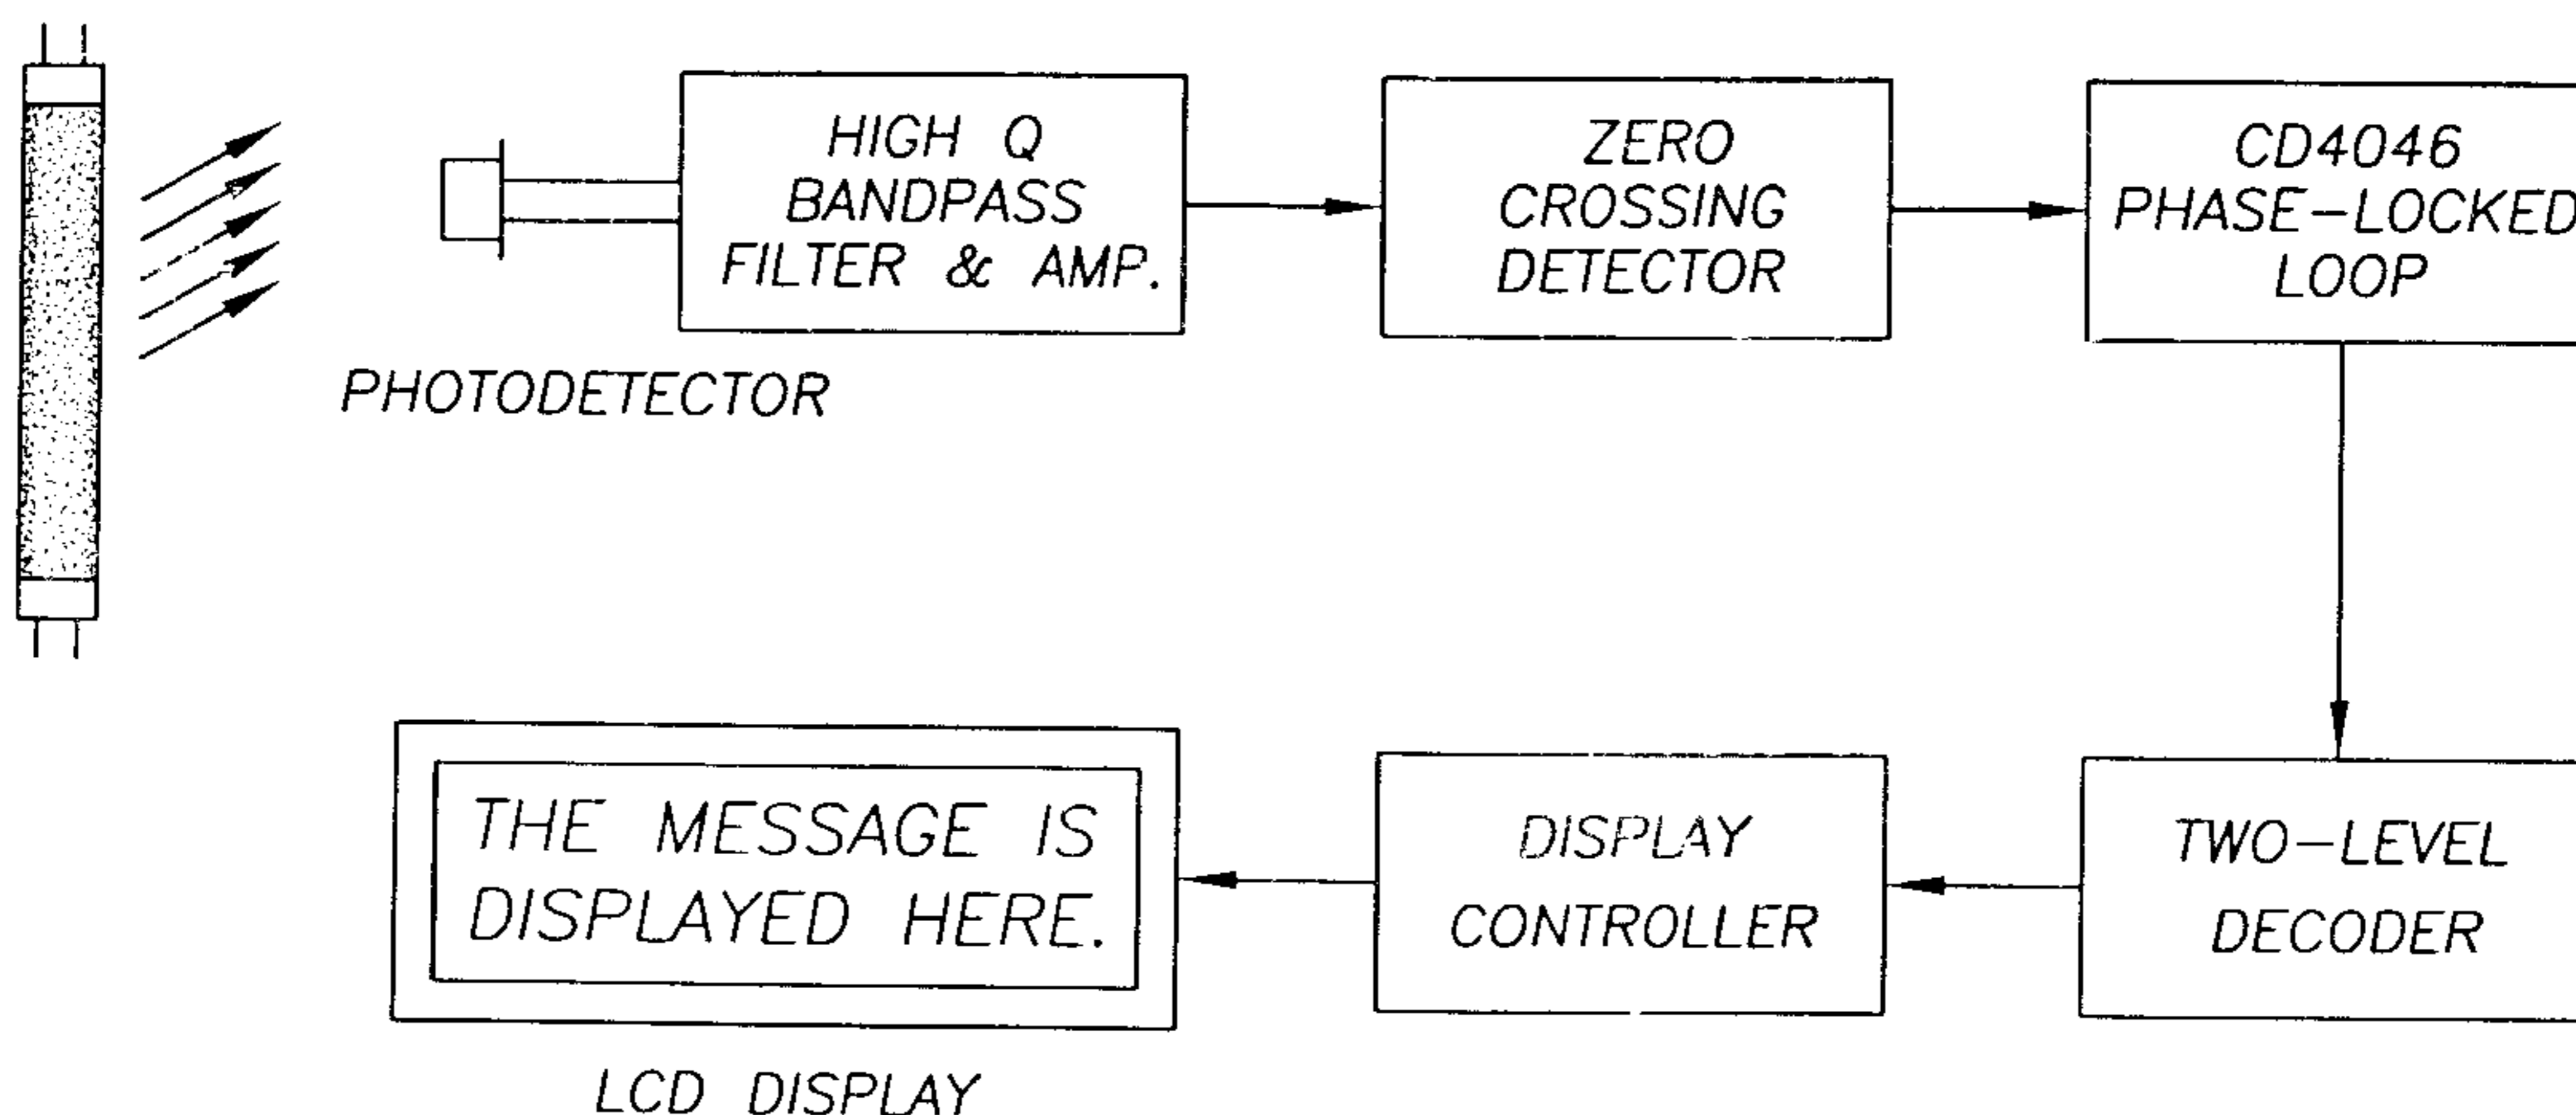 HIGH Q
BANDPASS
FILTER & AMP.
ZERO
CROSSING
DETECTOR
CD4046
PHASE-LOCKED
LOOP
PHOTODETECTOR
THE MESSAGE IS
DISPLAYED HERE.
DISPLAY
CONTROLLER
TWO-LEVEL
DECODER
LCD DISPLAY